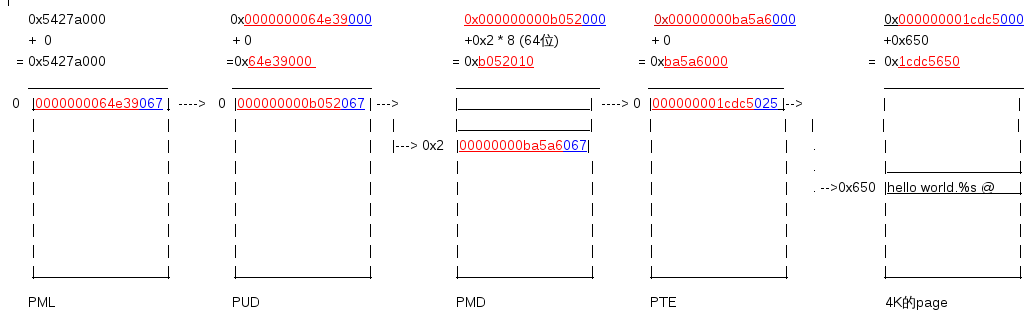 0x5427a000 0x0000000064e39000 0x000000000b052000 0x00000000ba5a6000 0x000000001cdc5000
+ 0 + 0 +0x2 * 8 (64位) + 0 +0x650
= 0x5427a000 =0x64e39000 = 0xb052010 = 0xba5a6000 = 0x1cdc5650
0 0000000064e39067 ----> 0 000000000b052067 ---> ----> 0 000000001cdc5025 -->
|---> 0x2 00000000ba5a6067
-->0x650 hello world.%s @
PML PUD PMD PTE 4K的page